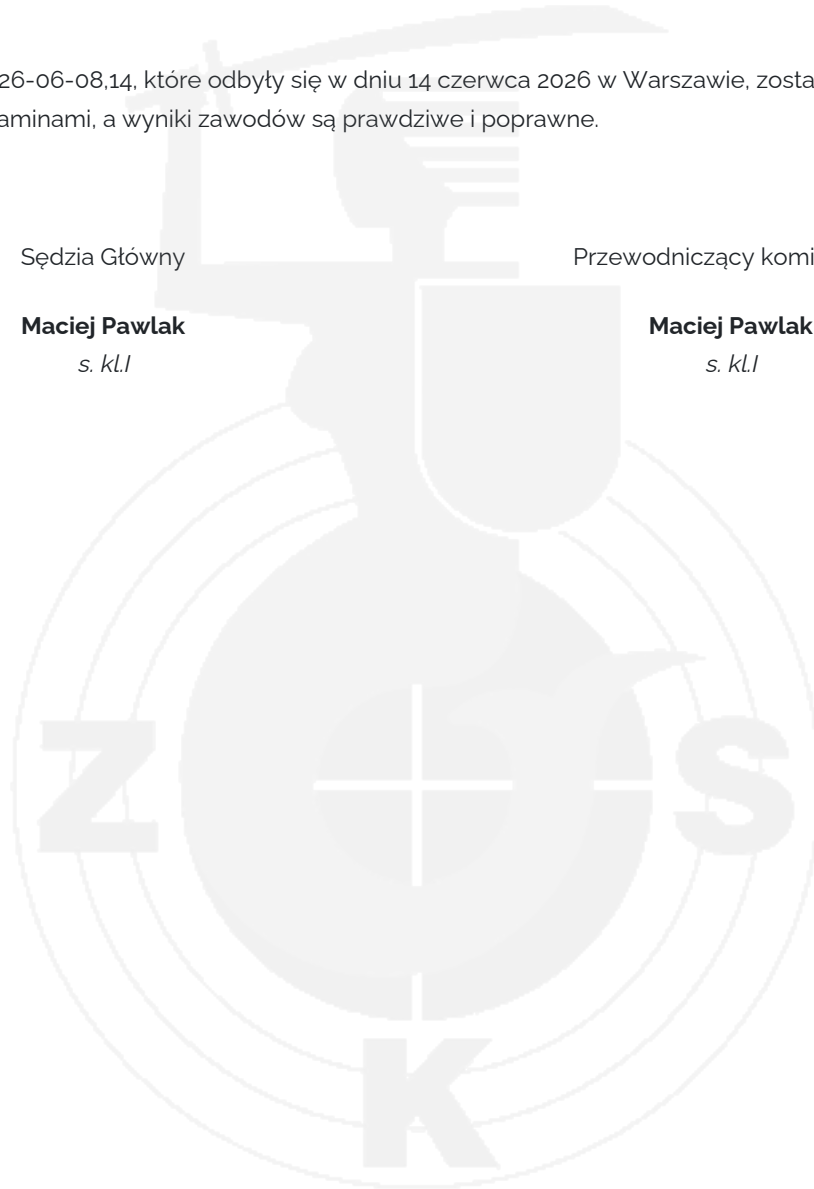 26-06-08,14, które odbyły się w dniu 14 czerwca 2026 w Warszawie, zosta
aminami, a wyniki zawodów są prawdziwe i poprawne.
Sędzia Główny
Przewodniczący komi
Maciej Pawlak
Maciej Pawlak
s. kl.I
s. kl.I
Z
S
K